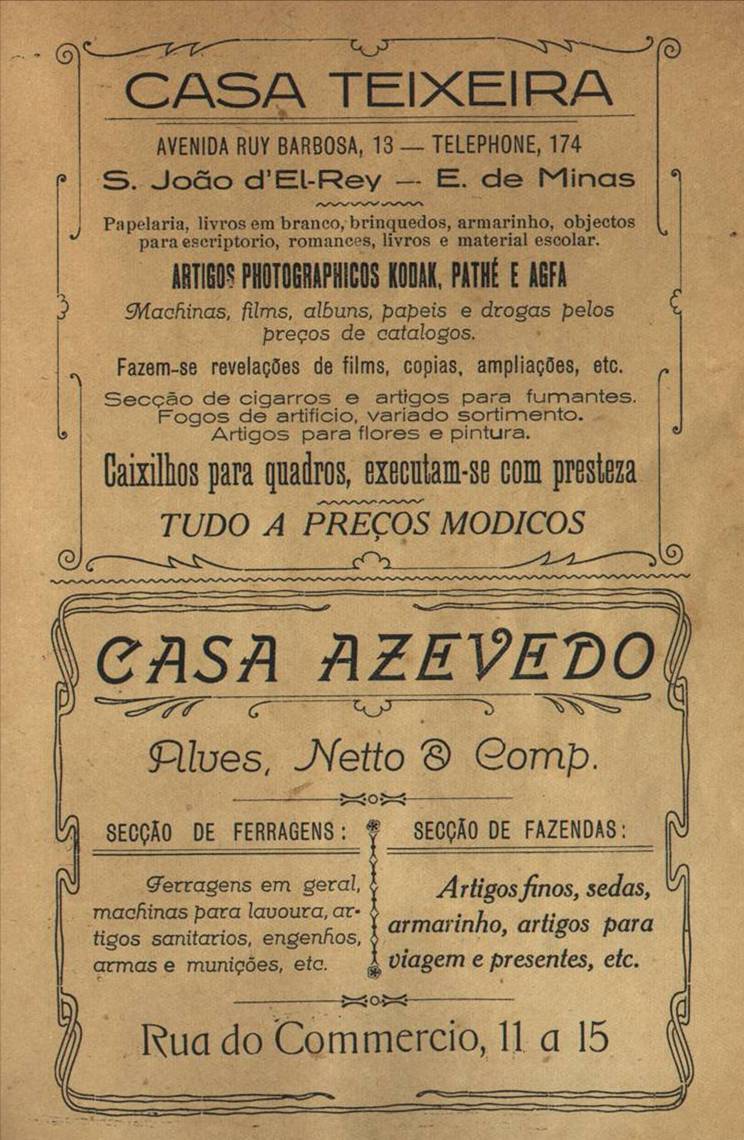 CASA TEIXEIRA
AVENIDA RUY BARBOSA, 13 — TELEPHONE, 174
S. João d'El-Rey — E. de Minas
Papelaria, livros em branco, brinquedos, armarinho, objectos
para escriptorio, romances, livros e material escolar.
ARTIGOS PHOTOGRAPHICOS KODAK, PATHÉ E AGFA
Machinas, films, albuns, papeis e drogas pelos
preços de catalogos.
Fazem-se revelações de films, copias, ampliações, etc.
Secção de cigarros e artigos para fumantes.
Fogos de artificio, variado sortimento.
Artigos para flores e pintura.
Caixilhos para quadros, executam-se com presteza
TUDO A PREÇOS MODICOS
CASA AZEVEDO
Alves, Netto & Comp.
SECÇÃO DE FERRAGENS:
Ferragens em geral,
machinas para lavoura, ar-
tigos sanitarios, engenhos,
armas e munições, etc.
SECÇÃO DE FAZENDAS:
Artigos finos, sedas,
armarinho, artigos para
viagem e presentes, etc.
Rua do Commercio, 11 a 15